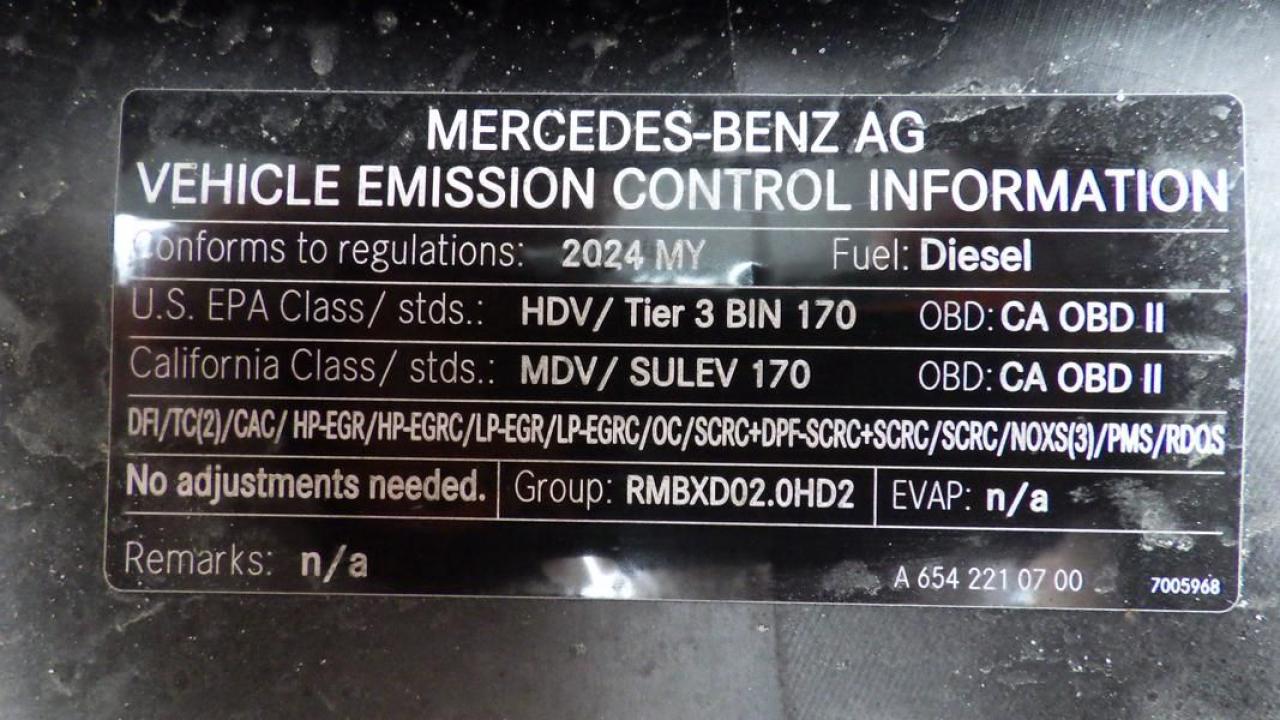 MERCEDES-BENZ AG
VEHICLE EMISSION CONTROL INFORMATION
Conforms to regulations: 2024 MY Fuel: Diesel
U.S. EPA Class/ stds.: HDV/ Tier 3 BIN 170 OBD: CA OBD II
California Class/ stds.: MDV/ SULEV 170 OBD: CA OBD II
DFI/TC(2)/CAC/ HP-EGR/HP-EGRC/LP-EGR/LP-EGRC/OC/SCRC+DPF-SCRC+SCRC/SCRC/NOXS(3)/PMS/RDQS
No adjustments needed. Group: RMBXD02.0HD2 EVAP: n/a
Remarks: n/a
A 654 221 07 00 7005968